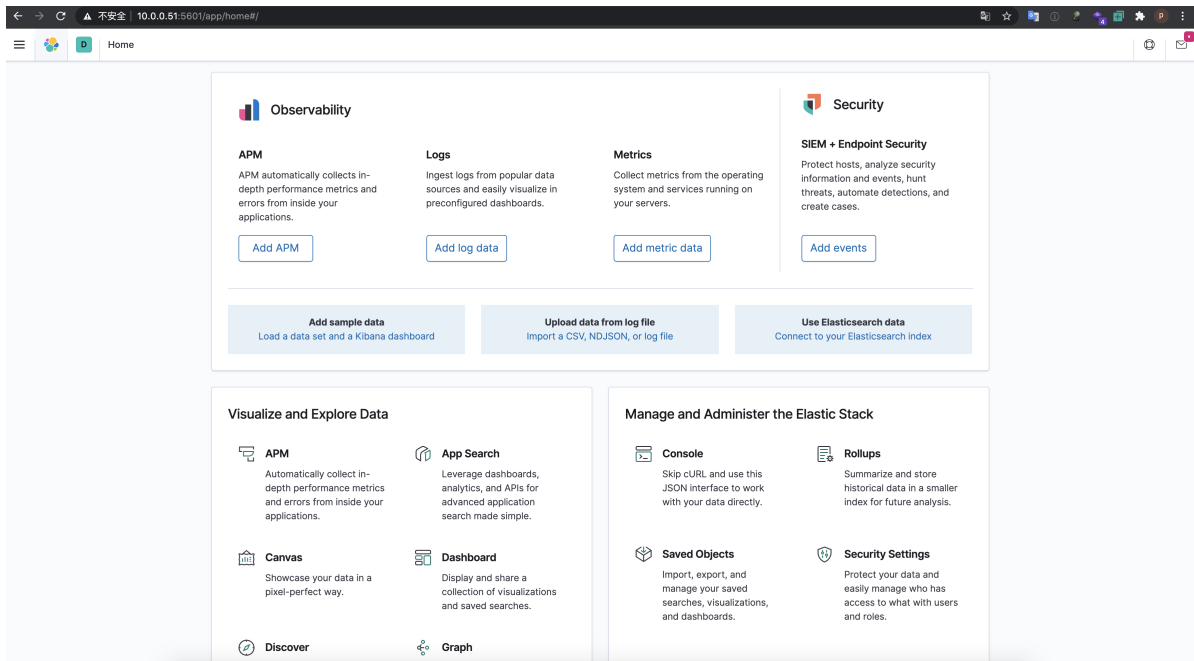 不安全 10.0.0.51:5601/app/home#/
4
P
D
Home
Observability
APM
APM automatically collects in-
depth performance metrics and
errors from inside your
applications.
Add APM
Logs
Ingest logs from popular data
sources and easily visualize in
preconfigured dashboards.
Add log data
Metrics
Collect metrics from the operating
system and services running on
your servers.
Add metric data
Security
SIEM + Endpoint Security
Protect hosts, analyze security
information and events, hunt
threats, automate detections, and
create cases.
Add events
Add sample data
Load a data set and a Kibana dashboard
Upload data from log file
Import a CSV, NDJSON, or log file
Use Elasticsearch data
Connect to your Elasticsearch index
Visualize and Explore Data
APM
Automatically collect in-
depth performance metrics
and errors from inside your
applications.
App Search
Leverage dashboards,
analytics, and APIs for
advanced application
search made simple.
Canvas
Showcase your data in a
pixel-perfect way.
Dashboard
Display and share a
collection of visualizations
and saved searches.
Discover
Graph
Manage and Administer the Elastic Stack
Console
Skip cURL and use this
JSON interface to work
with your data directly.
Rollups
Summarize and store
historical data in a smaller
index for future analysis.
Saved Objects
Import, export, and
manage your saved
searches, visualizations,
and dashboards.
Security Settings
Protect your data and
easily manage who has
access to what with users
and roles.